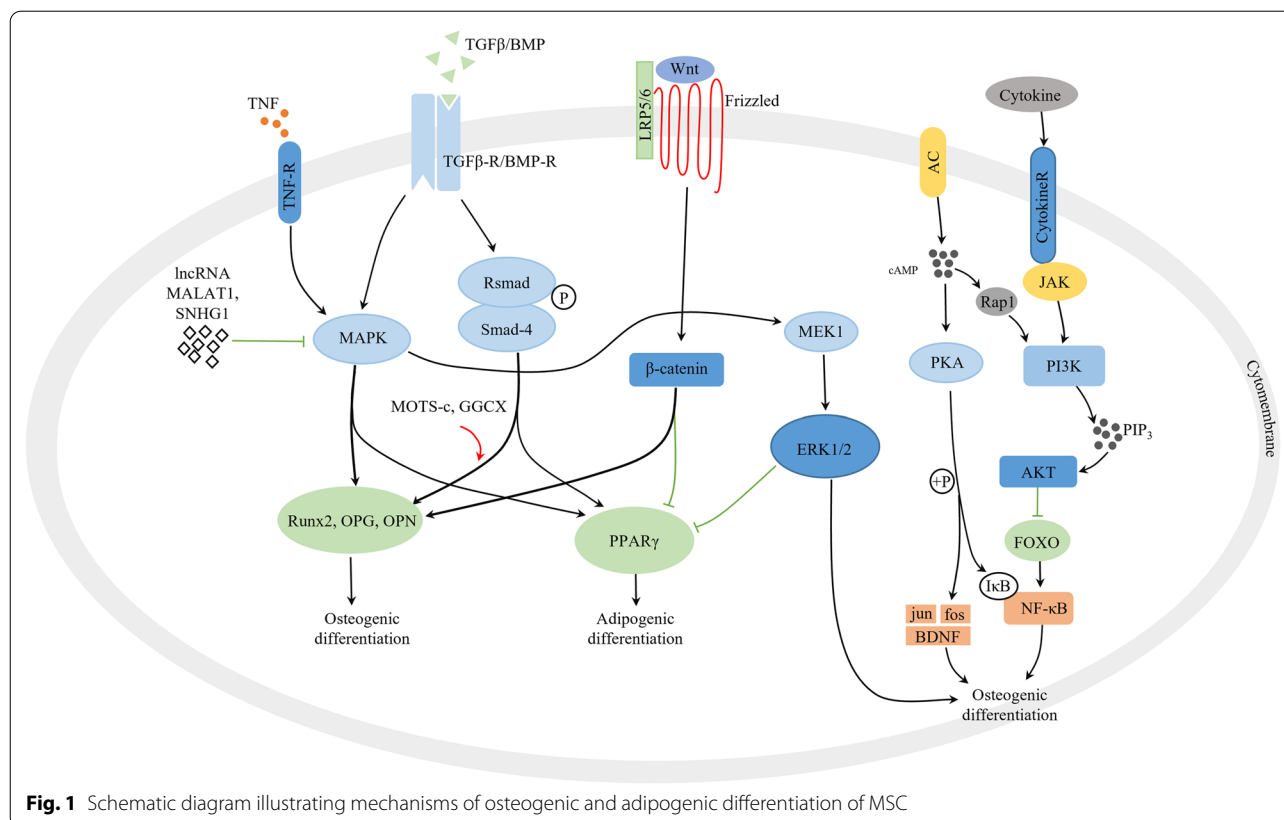 TGFβ/BMP
TNF
TNF-R
TGFβ-R/BMP-R
LRP5/6
Wnt
Frizzled
AC
Cytokine
CytokineR
JAK
cAMP
Rap1
lncRNA
MALAT1,
SNHG1
MAPK
Rsmad
P
Smad-4
β-catenin
MEK1
PKA
PI3K
Cytomembrane
MOTS-c, GGCX
ERK1/2
PIP3
AKT
+P
Runx2, OPG, OPN
PPARγ
FOXO
IκB
NF-κB
jun fos
BDNF
Osteogenic
differentiation
Adipogenic
differentiation
Osteogenic
differentiation
Fig. 1 Schematic diagram illustrating mechanisms of osteogenic and adipogenic differentiation of MSC